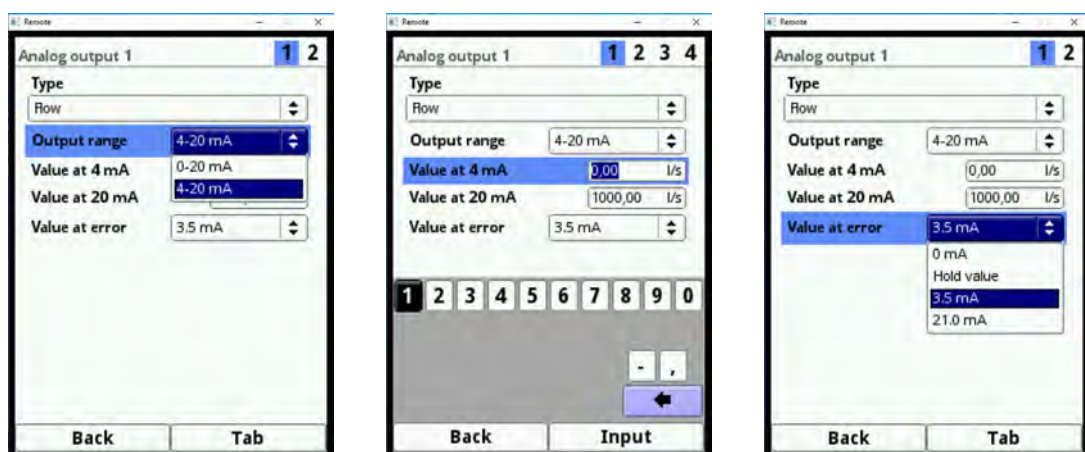 Remote
Analog output 1 1 2
Type
Flow
Output range 4-20 mA
0-20 mA
Value at 4 mA
4-20 mA
Value at 20 mA
Value at error 3.5 mA
Back Tab
Remote
Analog output 1 1 2 3 4
Type
Flow
Output range 4-20 mA
Value at 4 mA 0,00 l/s
Value at 20 mA 1000,00 l/s
Value at error 3.5 mA
1 2 3 4 5 6 7 8 9 0
- ,
Back Input
Remote
Analog output 1 1 2
Type
Flow
Output range 4-20 mA
Value at 4 mA 0,00 l/s
Value at 20 mA 1000,00 l/s
Value at error 3.5 mA
0 mA
Hold value
3.5 mA
21.0 mA
Back Tab